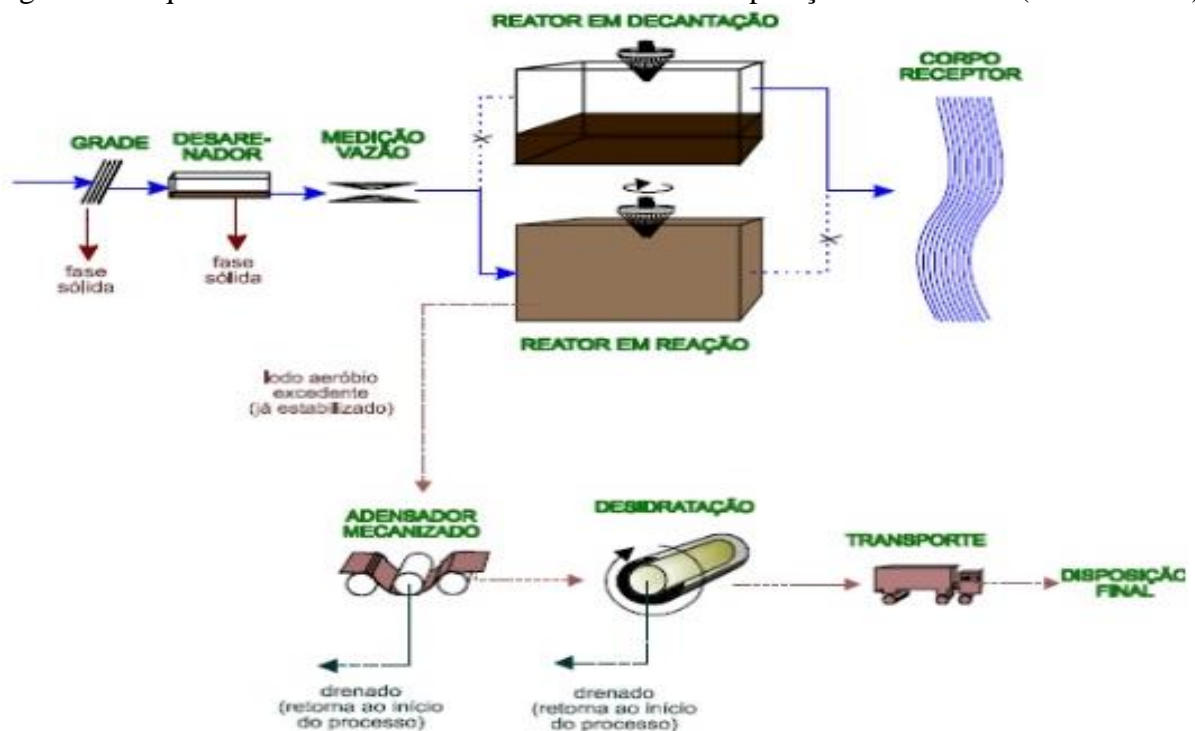 REATOR EM DECANTAÇÃO
CORPO
RECEPTOR
GRADE
DESARE-
NADOR
MEDIÇÃO
VAZÃO
fase
sólida
fase
sólida
REATOR EM REAÇÃO
lodo aeróbio
excedente
(já estabilizado)
ADENSADOR
MECANIZADO
DESIDRATAÇÃO
TRANSPORTE
DISPOSIÇÃO
FINAL
drenado
(retorna ao início
do processo)
drenado
(retorna ao início
do processo)